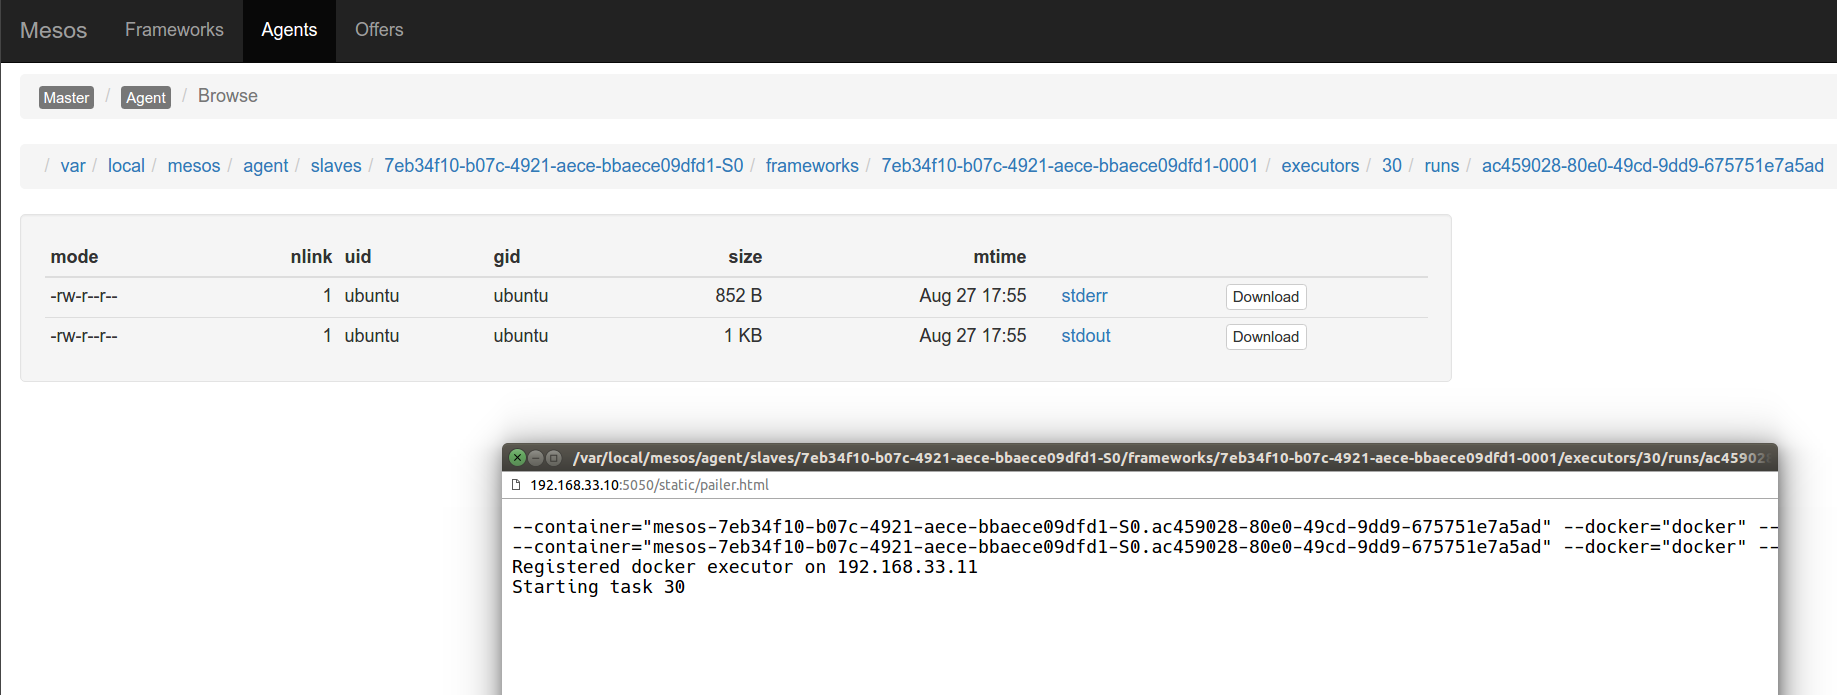 Mesos Frameworks Agents Offers
Master / Agent / Browse
/ var / local / mesos / agent / slaves / 7eb34f10-b07c-4921-aece-bbaece09dfd1-S0 / frameworks / 7eb34f10-b07c-4921-aece-bbaece09dfd1-0001 / executors / 30 / runs / ac459028-80e0-49cd-9dd9-675751e7a5ad
mode nlink uid gid size mtime
-rw-r--r-- 1 ubuntu ubuntu 852 B Aug 27 17:55 stderr Download
-rw-r--r-- 1 ubuntu ubuntu 1 KB Aug 27 17:55 stdout Download
/var/local/mesos/agent/slaves/7eb34f10-b07c-4921-aece-bbaece09dfd1-S0/frameworks/7eb34f10-b07c-4921-aece-bbaece09dfd1-0001/executors/30/runs/ac459028
192.168.33.10:5050/static/pailer.html
--container="mesos-7eb34f10-b07c-4921-aece-bbaece09dfd1-S0.ac459028-80e0-49cd-9dd9-675751e7a5ad" --docker="docker" --
--container="mesos-7eb34f10-b07c-4921-aece-bbaece09dfd1-S0.ac459028-80e0-49cd-9dd9-675751e7a5ad" --docker="docker" --
Registered docker executor on 192.168.33.11
Starting task 30